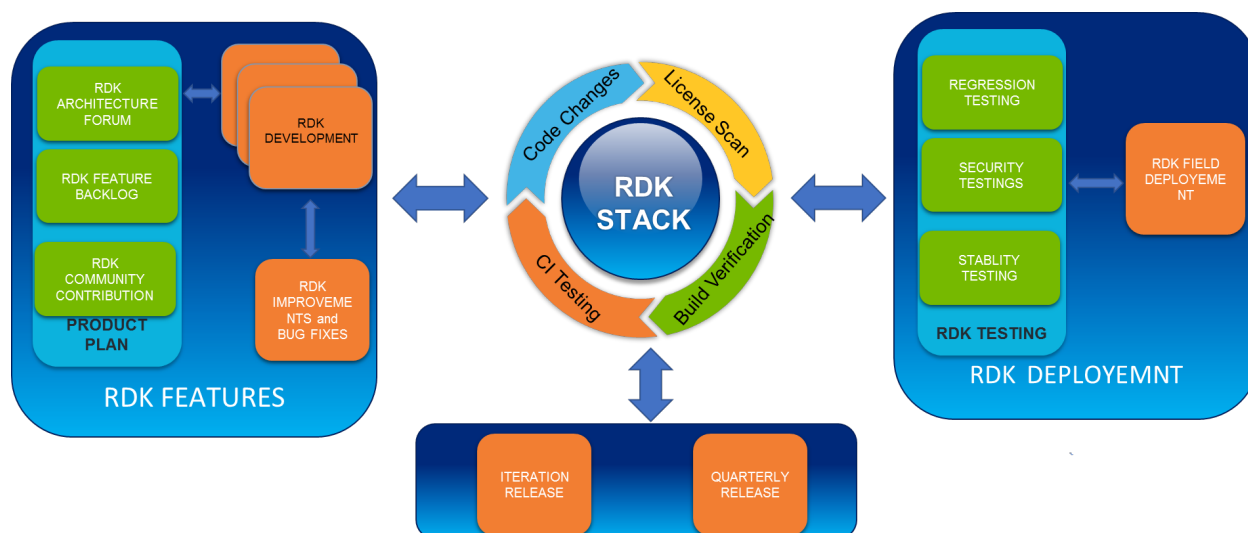 RDK
ARCHITECTURE
FORUM
RDK FEATURE
BACKLOG
RDK
COMMUNITY
CONTRIBUTION
PRODUCT
PLAN
RDK
DEVELOPMENT
RDK
IMPROVEME
NTS and
BUG FIXES
RDK FEATURES
Code Changes
License Scan
Build Verification
CI Testing
RDK
STACK
ITERATION
RELEASE
QUARTERLY
RELEASE
REGRESSION
TESTING
SECURITY
TESTINGS
STABLITY
TESTING
RDK TESTING
RDK FIELD
DEPLOYEME
NT
RDK DEPLOYEMNT
`